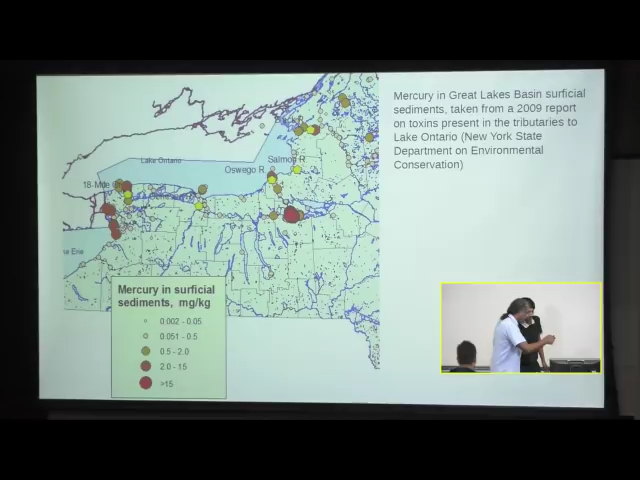 Mercury in Great Lakes Basin surficial
sediments, taken from a 2009 report
on toxins present in the tributaries to
Lake Ontario (New York State
Department on Environmental
Conservation)
Lake Ontario
Salmon R
Oswego R
18-Mile
Erie
Mercury in surficial
sediments, mg/kg
0.002 - 0.05
0.051 - 0.5
0.5 - 2.0
2.0 - 15
>15